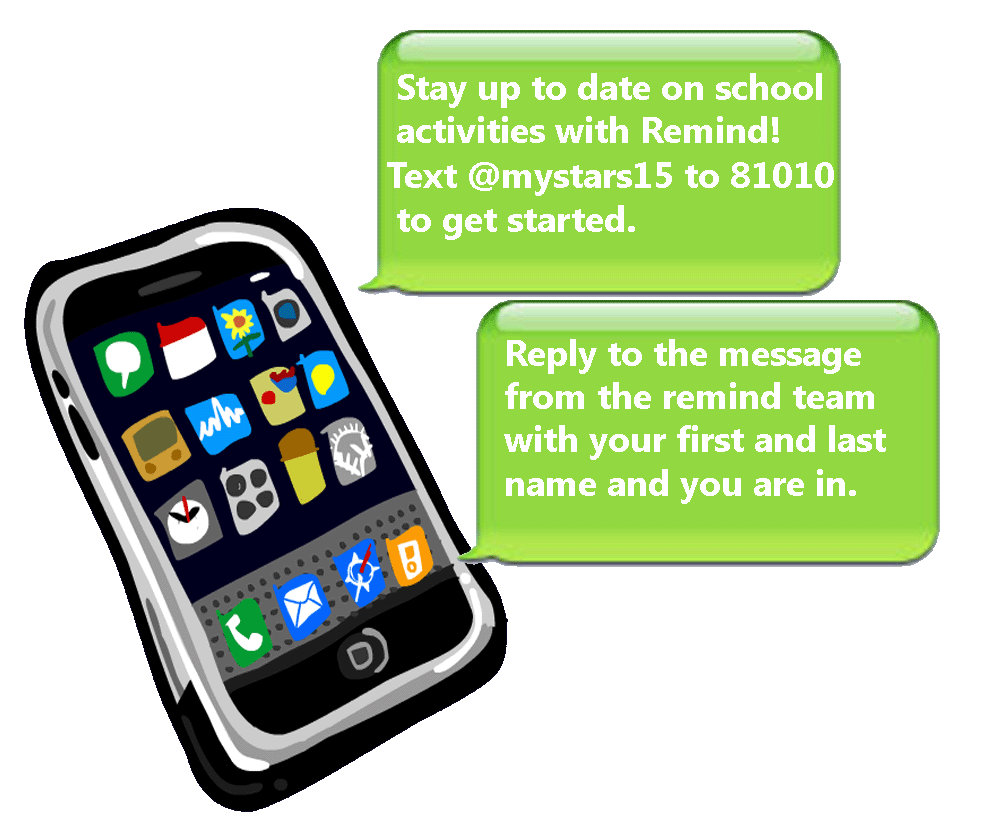 Stay up to date on school
activities with Remind!
Text @mystars15 to 81010
to get started.
Reply to the message
from the remind team
with your first and last
name and you are in.